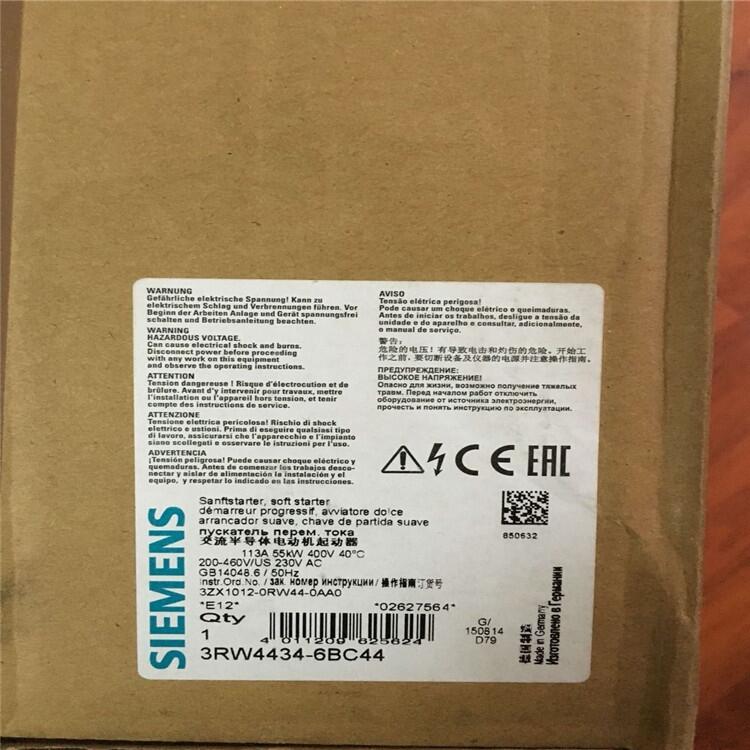 WARNUNG
Gefährliche elektrische Spannung! Kann zu
elektrischem Schlag und Verbrennungen führen. Vor
Beginn der Arbeiten Anlage und Gerät spannungsfrei
schalten und Betriebsanleitung beachten.
WARNING
HAZARDOUS VOLTAGE.
Can cause electrical shock and burns.
Disconnect power before proceeding
with any work on this equipment
and observe the operating instructions.
ATTENTION
Tension dangereuse ! Risque d'électrocution et de
brûlure. Avant d'y intervenir pour travaux, mettre
l'installation ou l'appareil hors tension, et tenir
compte des instructions de service.
ATTENZIONE
Tensione elettrica pericolosa! Rischio di shock
elettrico e ustioni. Prima di eseguire qualsiasi tipo
di lavoro, assicurarsi che l'apparecchio e l'impianto
siano scollegati e osservare le istruzioni per l'uso.
ADVERTENCIA
¡Tensión peligrosa! Puede causar choque eléctrico y
quemaduras. Antes de comenzar los trabajos desco-
nectar y aislar de alimentación la instalación y el
equipo, y respetar lo indicado en las instrucciones.
AVISO
Tensão elétrica perigosa!
Pode causar um choque elétrico e queimaduras.
Antes de iniciar os trabalhos, desligue a tensão da
unidade e do aparelho e consultar, adicionalmente,
o manual de serviço.
警告:
危险的电压! 有导致电击和灼伤的危险。开始工
作之前, 要切断设备及仪器的电源并注意操作指南。
ПРЕДУПРЕЖДЕНИЕ:
ВЫСОКОЕ НАПРЯЖЕНИЕ!
Опасно для жизни, возможно получение тяжелых
травм. Перед началом работ отключить
оборудование от источника электроэнергии,
прочесть и понять инструкцию по эксплуатации.
CE EAC
SIEMENS
Sanftstarter, soft starter
démarreur progressif, avviatore dolce
arrancador suave, chave de partida suave
пускатель перем. тока
交流半导体电动机起动器
113A 55kW 400V 40°C
200-460V/US 230V AC
GB14048.6 / 50Hz
Instr.Ord.No. / зак. номер инструкции / 操作指南订货号
3ZX1012-0RW44-0AA0
*E12* *02627564*
Qty
1
4 011209 625624
3RW4434-6BC44
850632
G/
150814
D79
德国制造
Made in Germany
Изготовлено в Германии